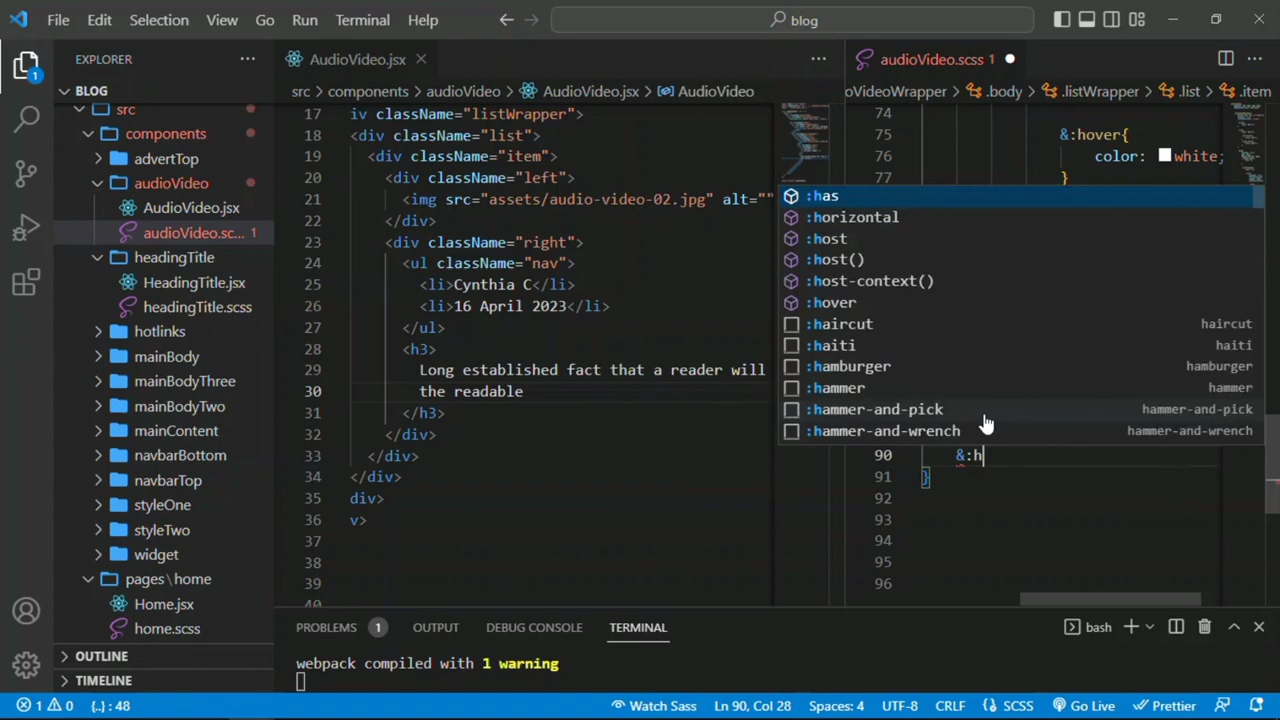 File Edit Selection View Go Run Terminal Help blog
EXPLORER
BLOG
src
components
advertTop
audioVideo
AudioVideo.jsx
audioVideo.sc... 1
headingTitle
HeadingTitle.jsx
headingTitle.scss
hotlinks
mainBody
mainBodyThree
mainBodyTwo
mainContent
navbarBottom
navbarTop
styleOne
styleTwo
widget
pages\home
Home.jsx
home.scss
OUTLINE
TIMELINE
1
AudioVideo.jsx
src > components > audioVideo > AudioVideo.jsx > AudioVideo
17 iv className="listWrapper">
18 <div className="list">
19 <div className="item">
20 <div className="left">
21 <img src="assets/audio-video-02.jpg" alt=""
22 </div>
23 <div className="right">
24 <ul className="nav">
25 <li>Cynthia C</li>
26 <li>16 April 2023</li>
27 </ul>
28 <h3>
29 Long established fact that a reader will
30 the readable
31 </h3>
32 </div>
33 </div>
34 </div>
35 div>
36 v>
37
38
39
40
audioVideo.scss 1
oVideoWrapper > .body > .listWrapper > .list > .item
74
75 &:hover{
76 color: white;
77 }
:has
:horizontal
:host
:host()
:host-context()
:hover
:haircut haircut
:haiti haiti
:hamburger hamburger
:hammer hammer
:hammer-and-pick hammer-and-pick
:hammer-and-wrench hammer-and-wrench
90 &:h
91 }
92
93
94
95
96
PROBLEMS 1 OUTPUT DEBUG CONSOLE TERMINAL bash
webpack compiled with 1 warning
1 0 {..} : 48 Watch Sass Ln 90, Col 28 Spaces: 4 UTF-8 CRLF SCSS Go Live Prettier